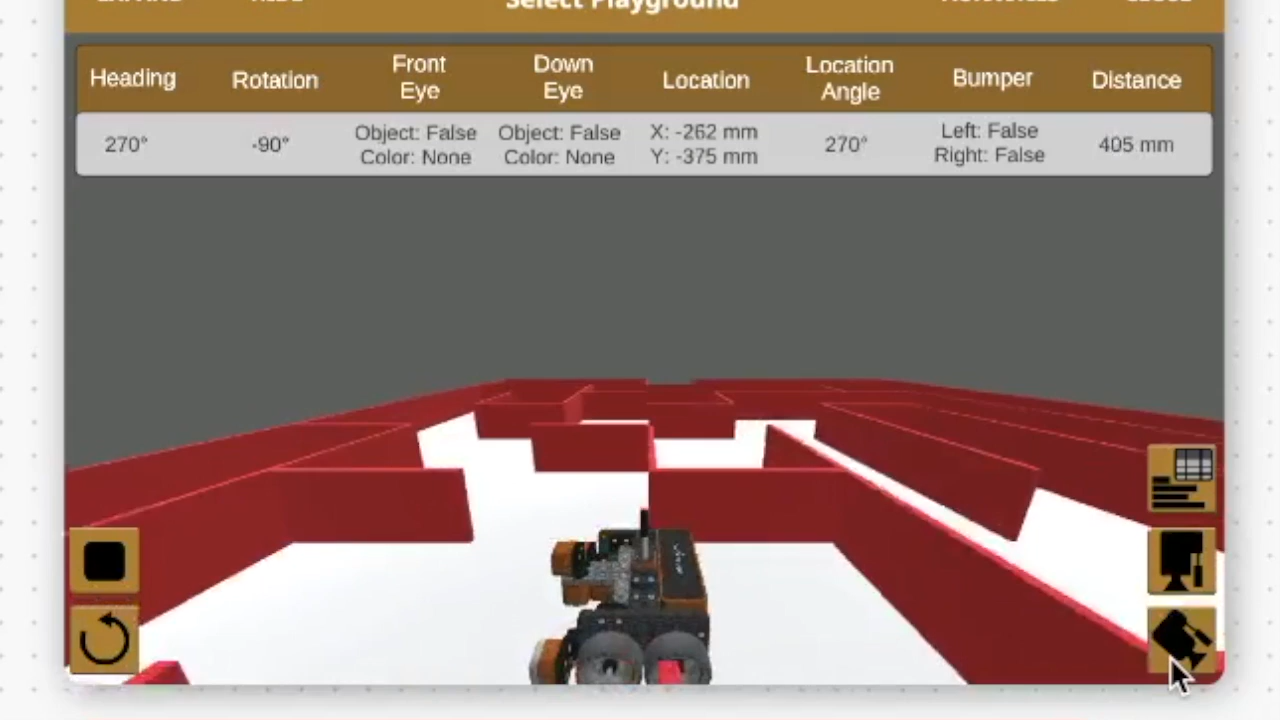 Select Playground
Heading
Rotation
Front
Eye
Down
Eye
Location
Location
Angle
Bumper
Distance
270°
-90°
Object: False
Color: None
Object: False
Color: None
X: -262 mm
Y: -375 mm
270°
Left: False
Right: False
405 mm